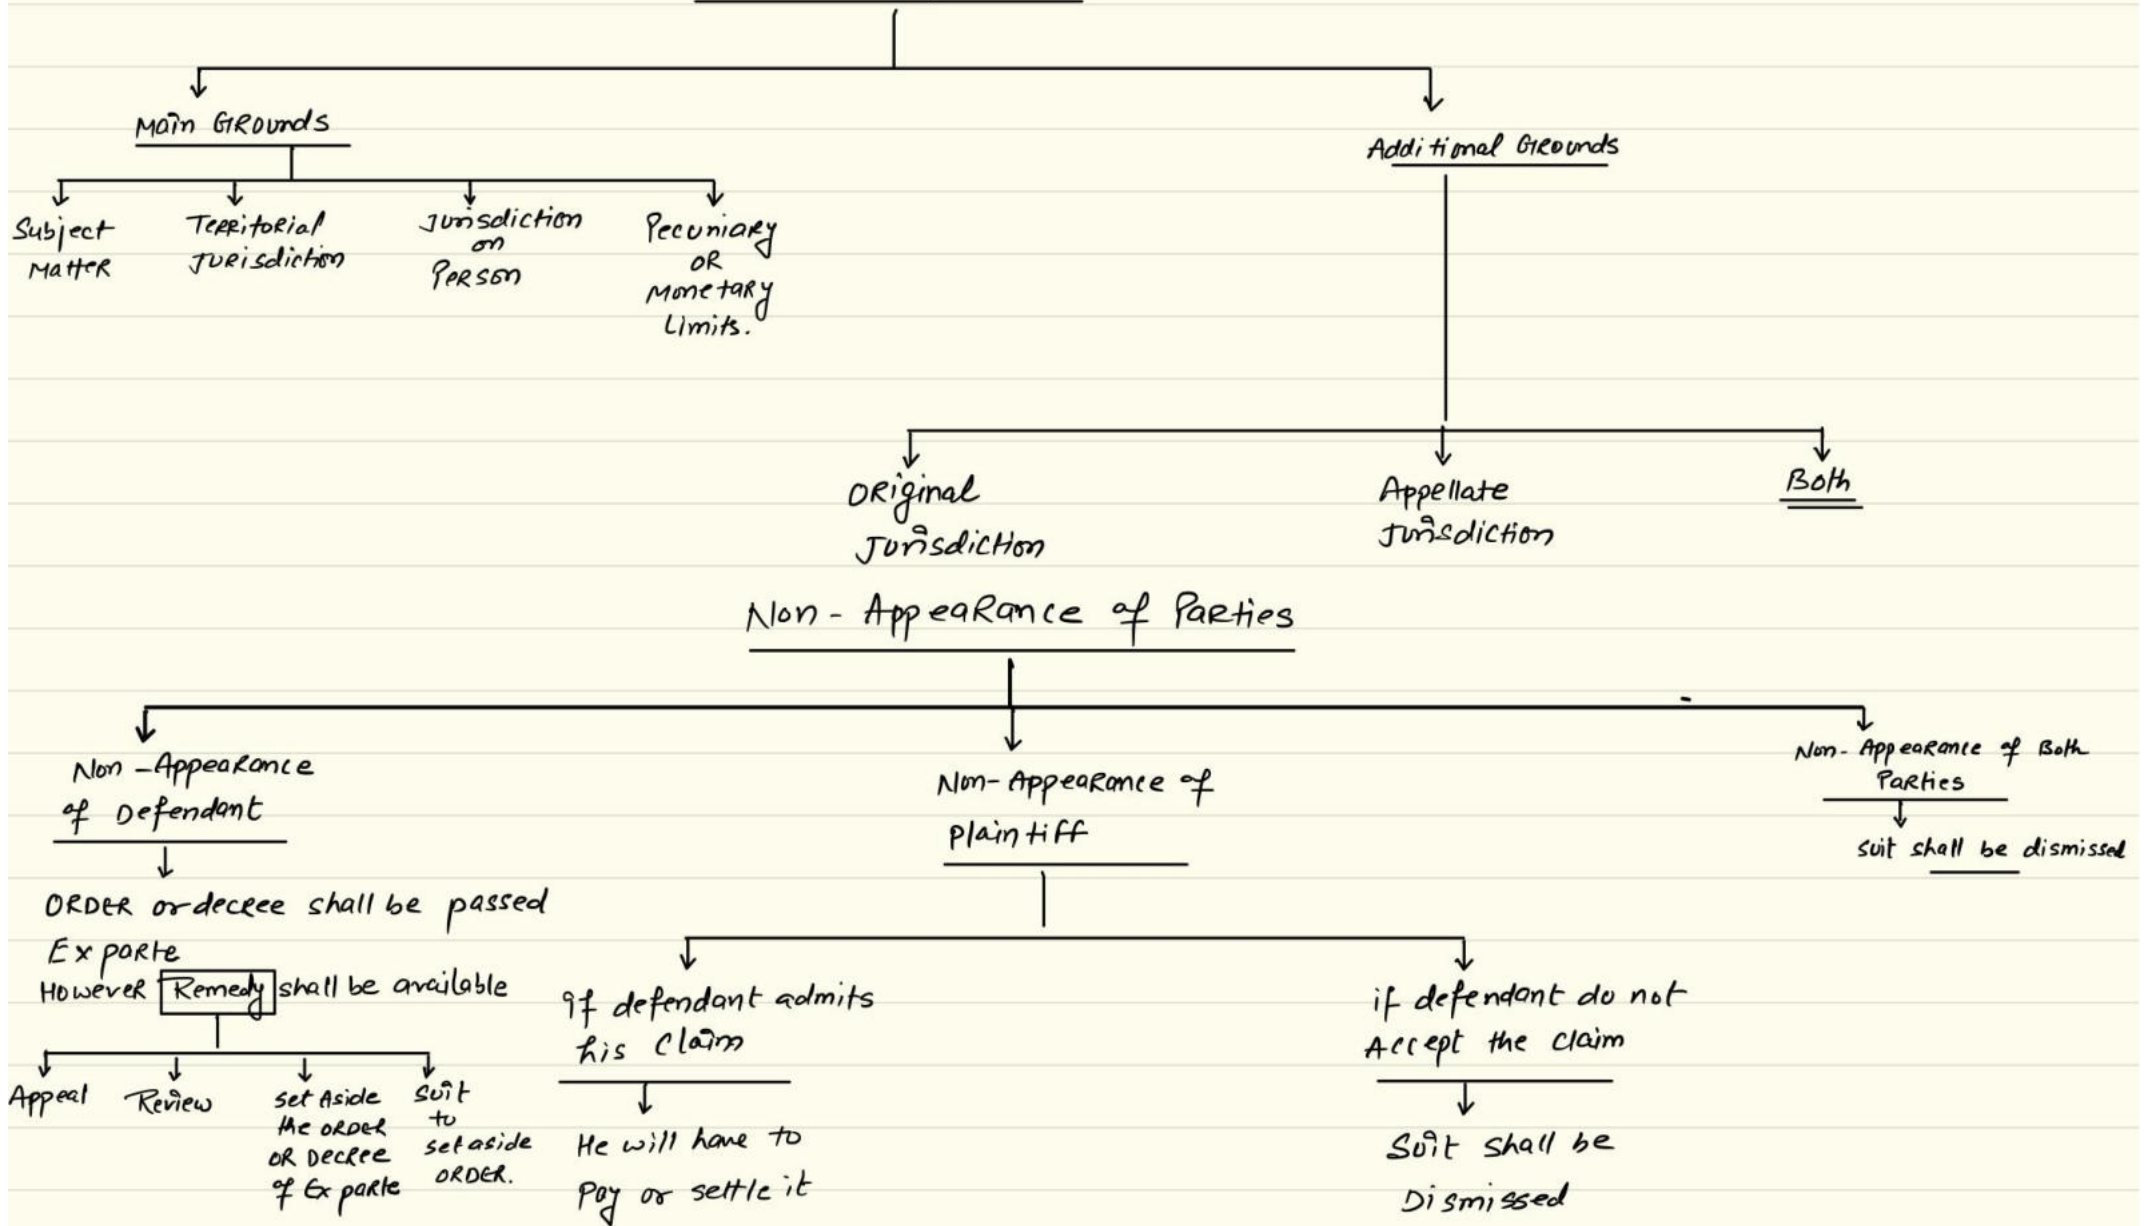 Main Grounds
Additional Grounds
Subject
Matter
Territorial
Jurisdiction
Jurisdiction
on
Person
Pecuniary
OR
Monetary
Limits.
Original
Jurisdiction
Appellate
Jurisdiction
Both
Non - Appearance of Parties
Non - Appearance
of Defendant
ORDER or decree shall be passed
Ex parte
However Remedy shall be available
Appeal
Review
set Aside
the ORDER
OR Decree
of Ex parte
Suit
to
set aside
ORDER.
Non- Appearance of
plaintiff
If defendant admits
his Claim
He will have to
Pay or settle it
if defendant do not
Accept the claim
Suit shall be
Dismissed
Non- Appearance of Both
Parties
suit shall be dismissed